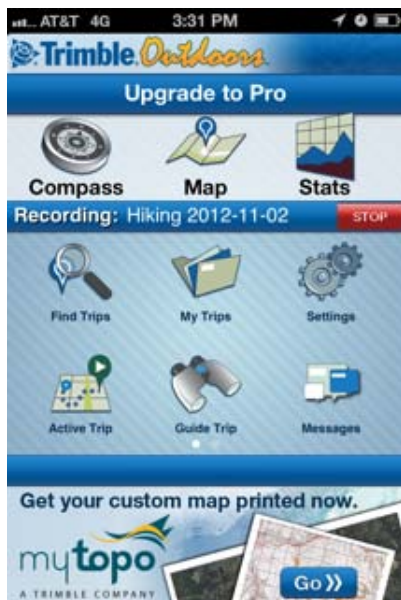 AT&T 4G 3:31 PM
Trimble. Outdoors
Upgrade to Pro
Compass Map Stats
Recording: Hiking 2012-11-02 STOP
Find Trips My Trips Settings
Active Trip Guide Trip Messages
Get your custom map printed now.
mytopo
A TRIMBLE COMPANY
Go »